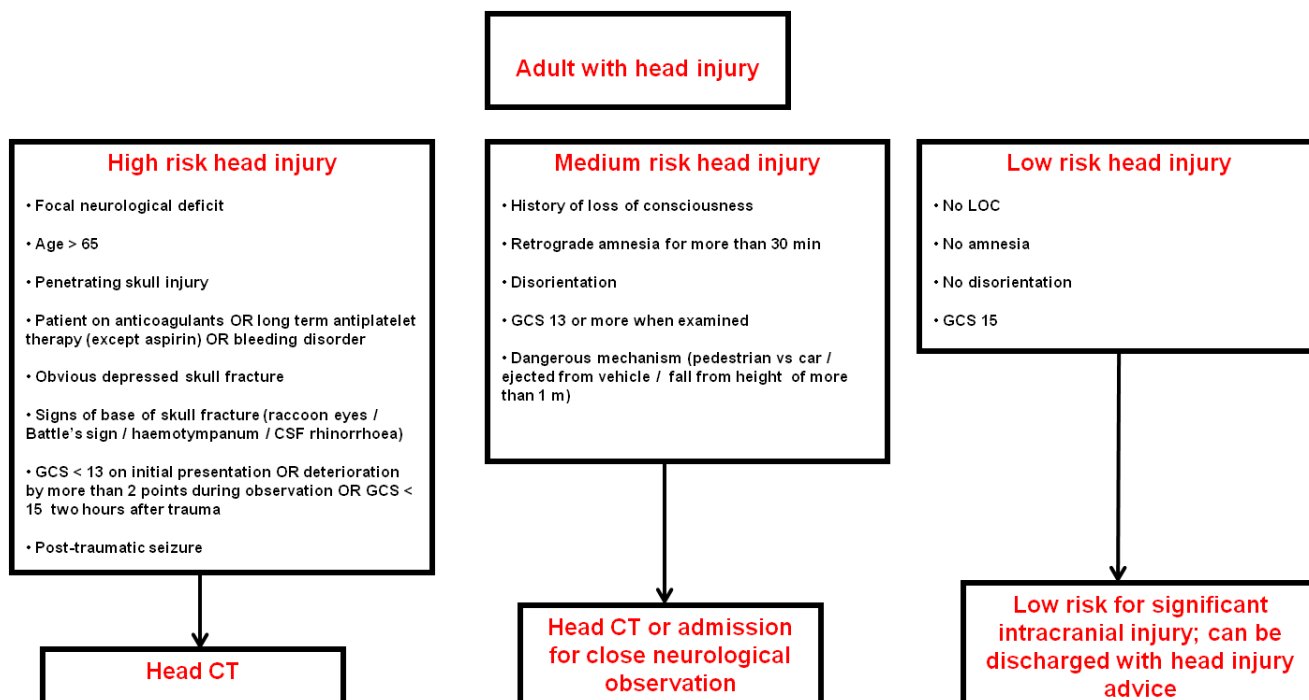 Adult with head injury
High risk head injury
• Focal neurological deficit
• Age > 65
• Penetrating skull injury
• Patient on anticoagulants OR long term antiplatelet
therapy (except aspirin) OR bleeding disorder
• Obvious depressed skull fracture
• Signs of base of skull fracture (raccoon eyes /
Battle's sign / haemotympanum / CSF rhinorrhoea)
• GCS < 13 on initial presentation OR deterioration
by more than 2 points during observation OR GCS <
15 two hours after trauma
• Post-traumatic seizure
Head CT
Medium risk head injury
• History of loss of consciousness
• Retrograde amnesia for more than 30 min
• Disorientation
• GCS 13 or more when examined
• Dangerous mechanism (pedestrian vs car /
ejected from vehicle / fall from height of more
than 1 m)
Head CT or admission
for close neurological
observation
Low risk head injury
• No LOC
• No amnesia
• No disorientation
• GCS 15
Low risk for significant
intracranial injury; can be
discharged with head injury
advice